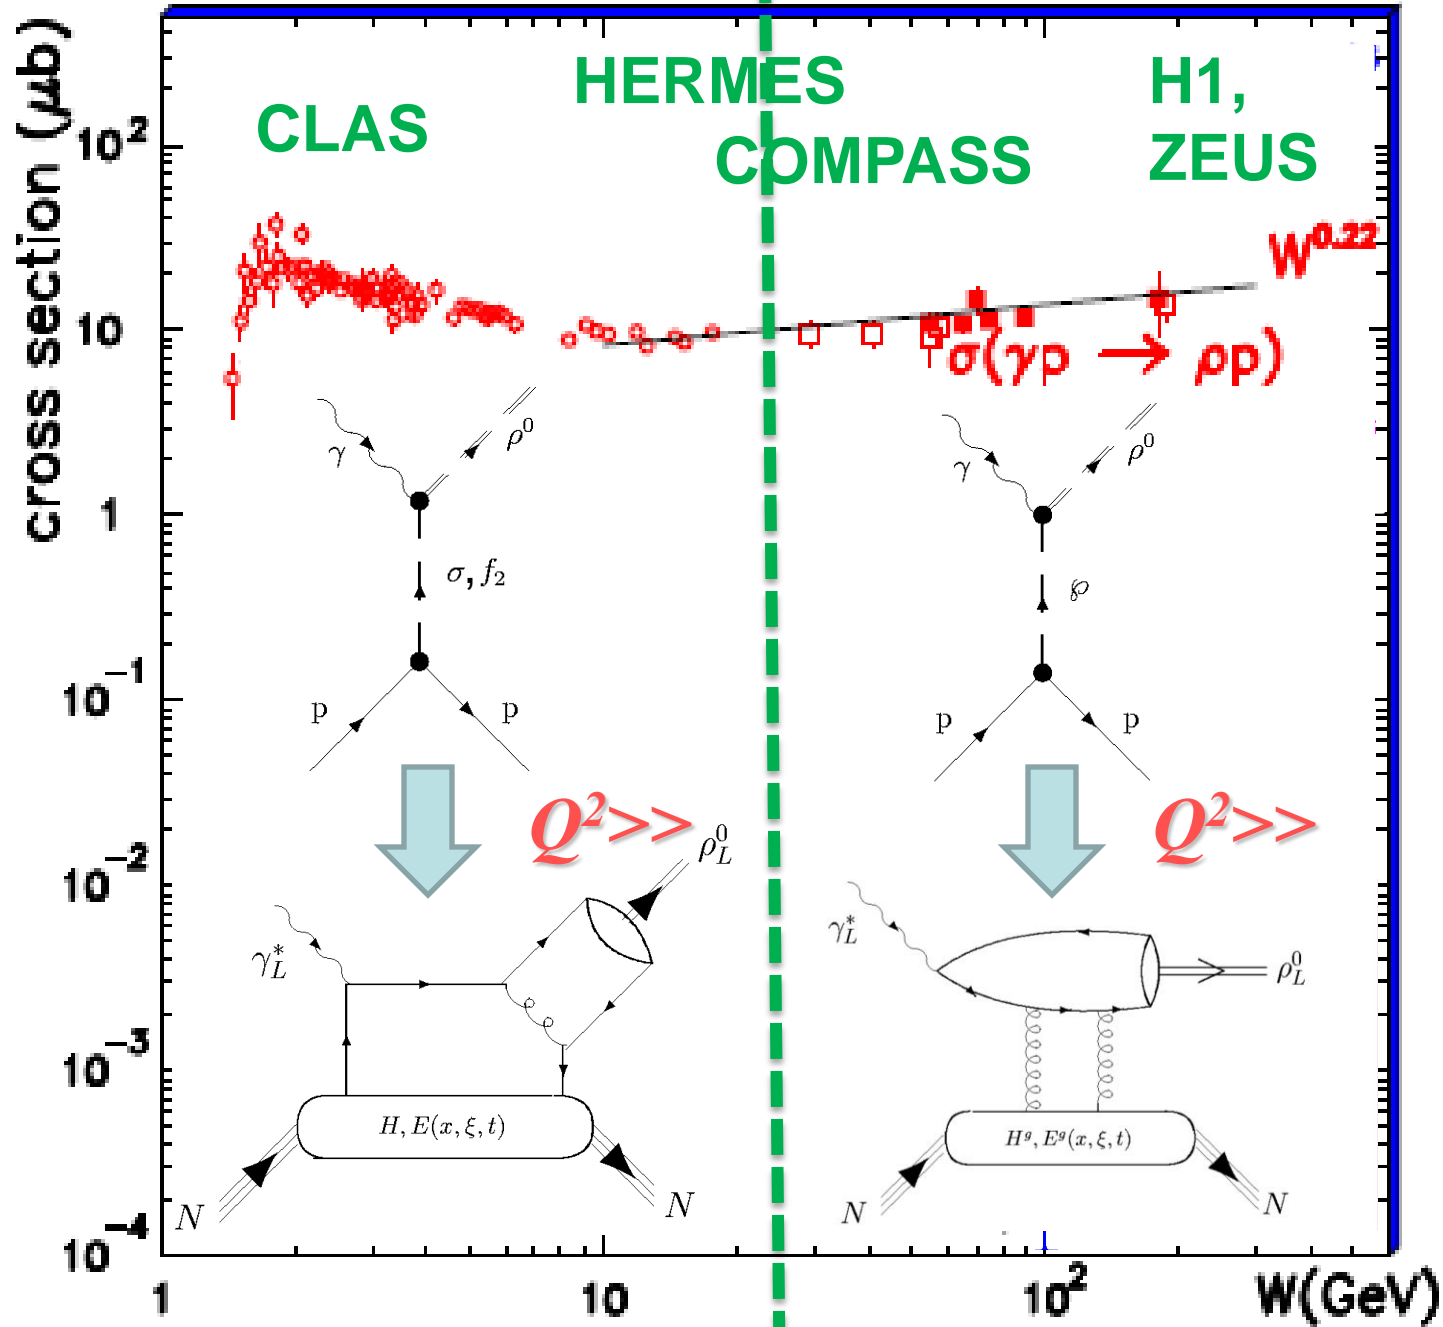 cross section (μb)
HERMES
H1,
CLAS
ZEUS
COMPASS
10²
W^0.22
10
σ(γp → ρp)
γ
ρ⁰
γ
ρ⁰
1
σ, f₂
℘
10⁻¹
p
p
p
p
Q²>>
Q²>>
10⁻²
ρ⁰_L
γ*_L
γ*_L
ρ⁰_L
10⁻³
H, E(x, ξ, t)
H^g, E^g(x, ξ, t)
N
N
N
N
10⁻⁴
1
10
10²
W(GeV)